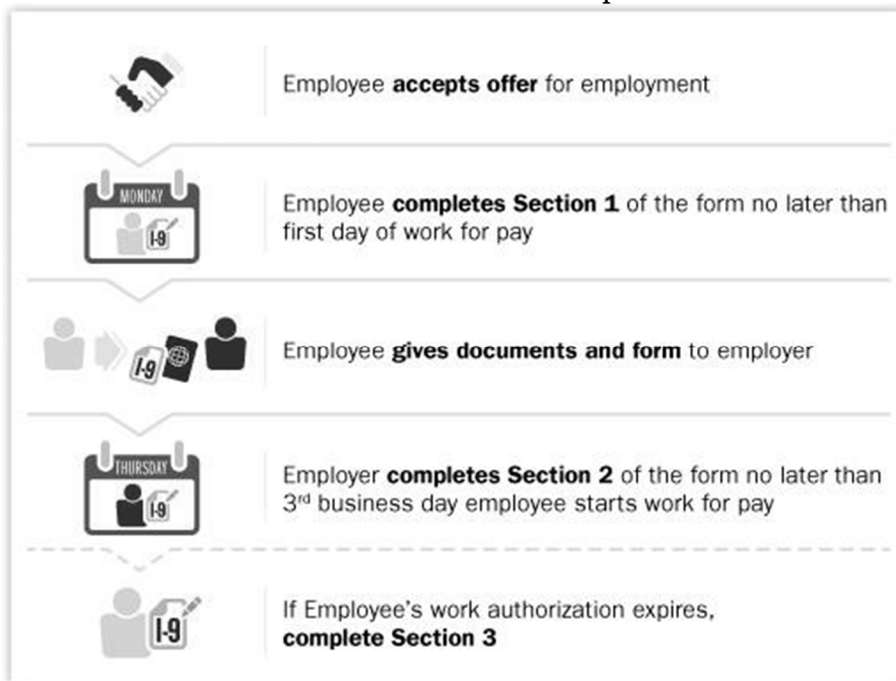 Employee accepts offer for employment
MONDAY
I-9
Employee completes Section 1 of the form no later than
first day of work for pay
I-9
Employee gives documents and form to employer
THURSDAY
I-9
Employer completes Section 2 of the form no later than
3rd business day employee starts work for pay
I-9
If Employee's work authorization expires,
complete Section 3